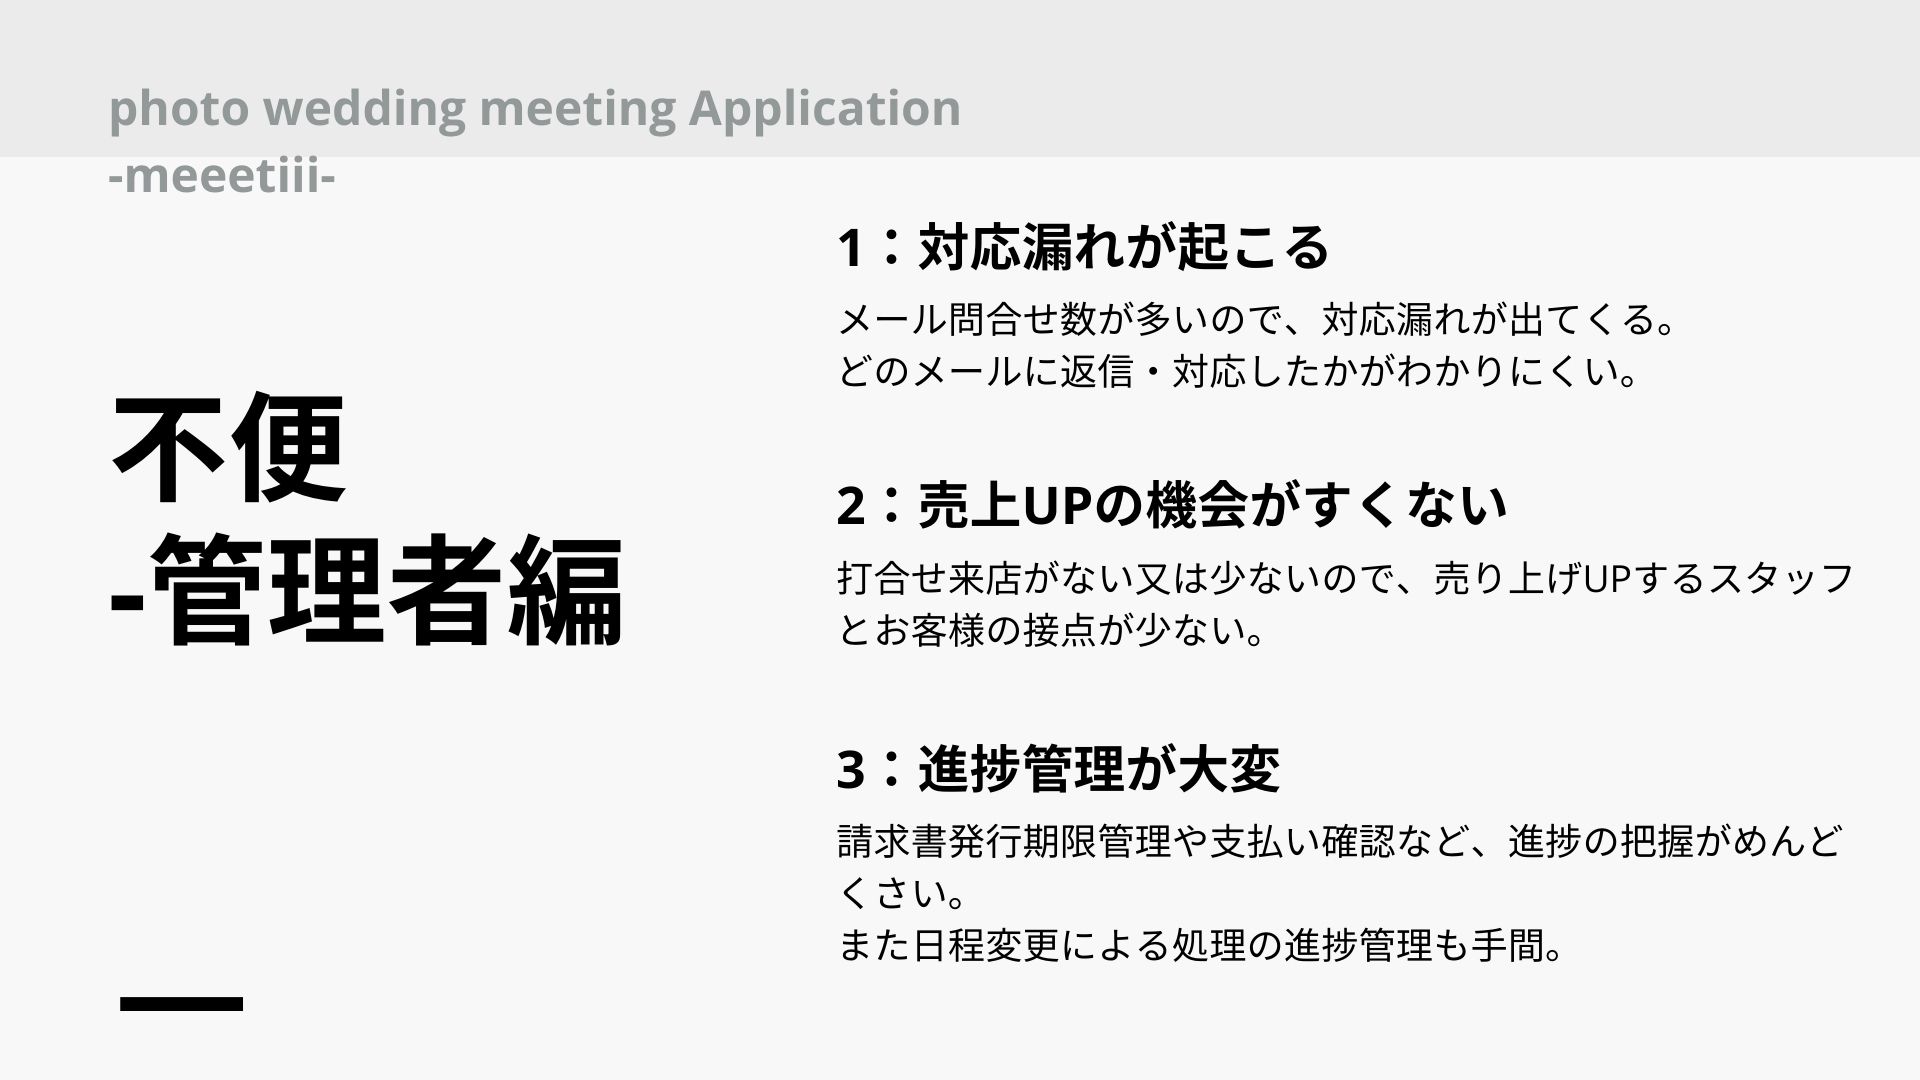 photo wedding meeting Application
-meeetiii-
不便
-管理者編
1：対応漏れが起こる
メール問合せ数が多いので、対応漏れが出てくる。
どのメールに返信・対応したかがわかりにくい。
2：売上UPの機会がすくない
打合せ来店がない又は少ないので、売り上げUPするスタッフ
とお客様の接点が少ない。
3：進捗管理が大変
請求書発行期限管理や支払い確認など、進捗の把握がめんど
くさい。
また日程変更による処理の進捗管理も手間。